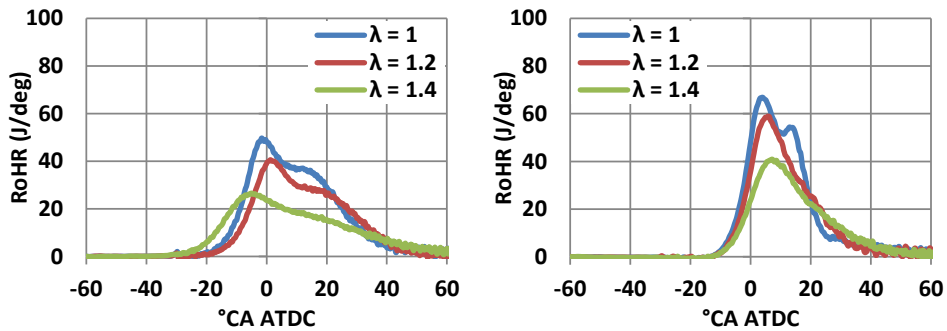 RoHR (J/deg)
100
80
60
40
20
0
λ = 1
λ = 1.2
λ = 1.4
-60 -40 -20 0 20 40 60
°CA ATDC
RoHR (J/deg)
100
80
60
40
20
0
λ = 1
λ = 1.2
λ = 1.4
-60 -40 -20 0 20 40 60
°CA ATDC